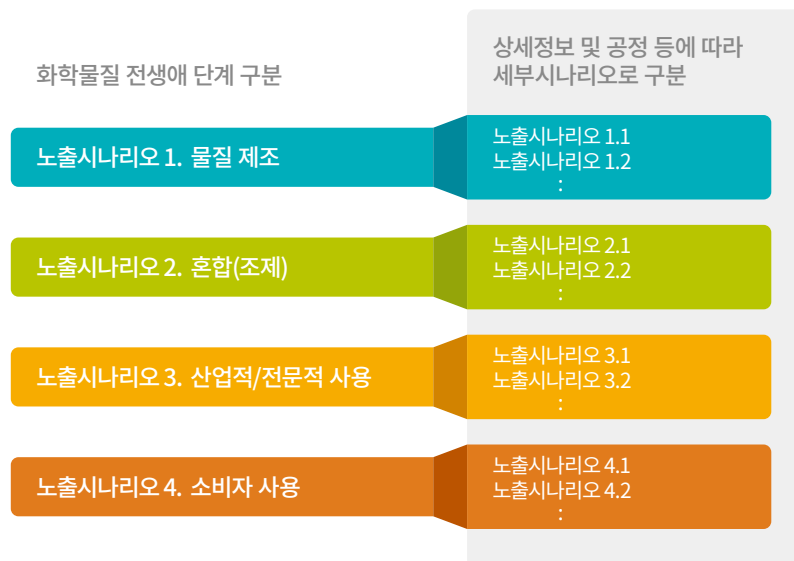 화학물질 전생애 단계 구분
상세정보 및 공정 등에 따라
세부시나리오로 구분
노출시나리오 1. 물질 제조
노출시나리오 1.1
노출시나리오 1.2
:
노출시나리오 2. 혼합(조제)
노출시나리오 2.1
노출시나리오 2.2
:
노출시나리오 3. 산업적/전문적 사용
노출시나리오 3.1
노출시나리오 3.2
:
노출시나리오 4. 소비자 사용
노출시나리오 4.1
노출시나리오 4.2
: